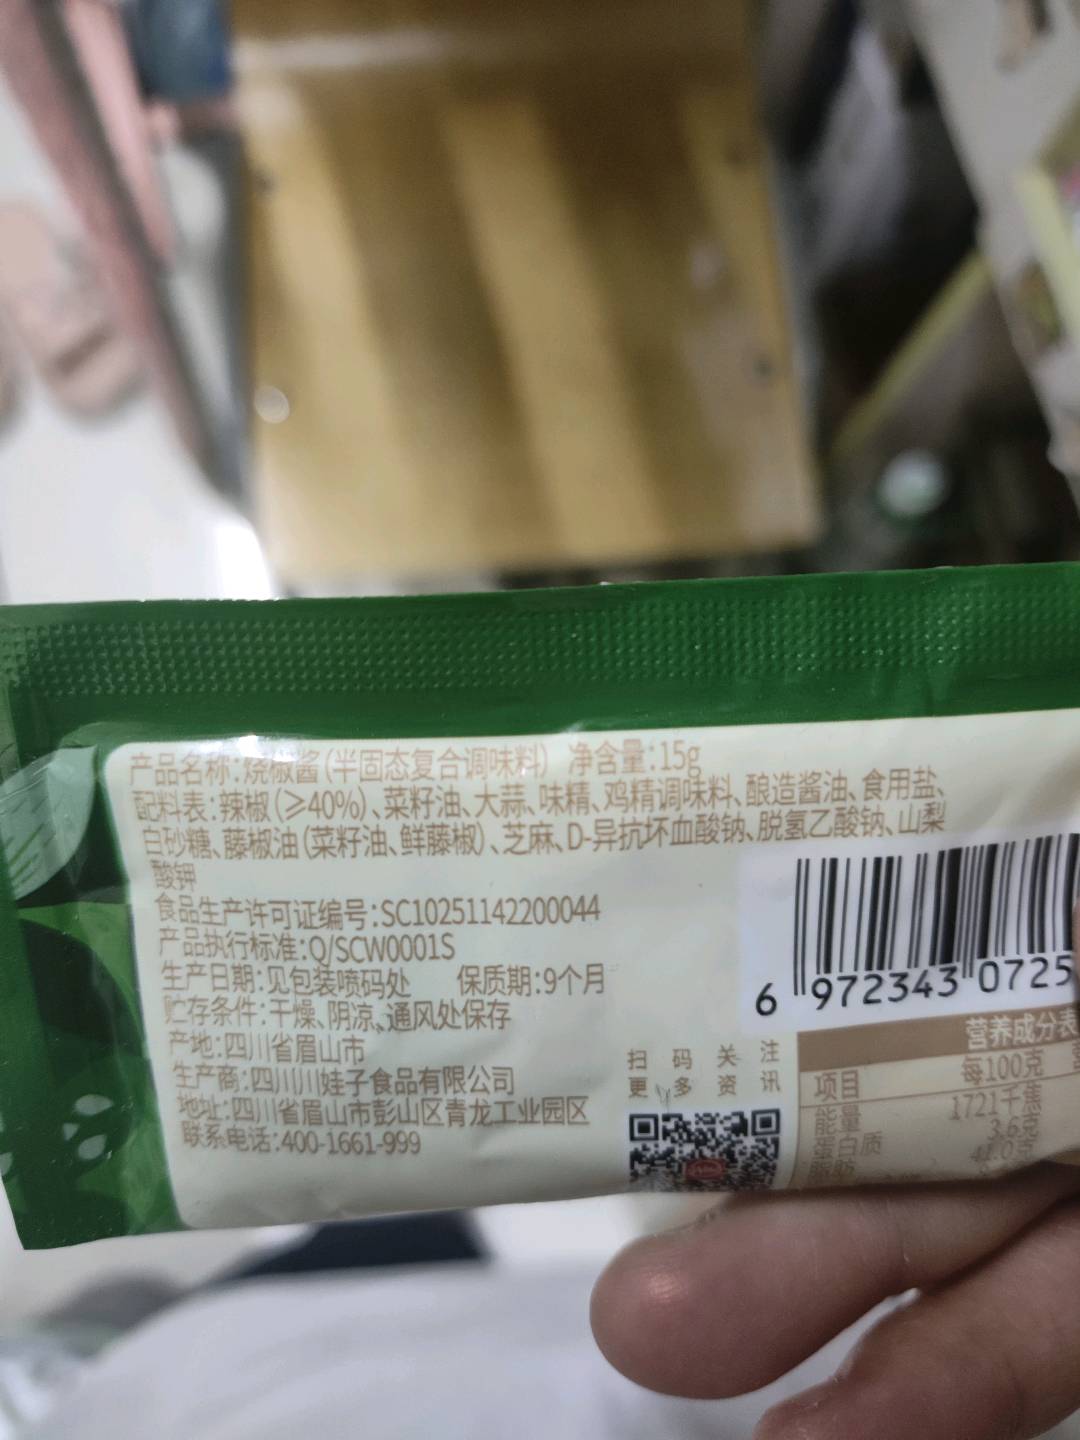 产品名称:烧椒酱(半固态复合调味料) 净含量:15g
配料表:辣椒(≥40%)、菜籽油、大蒜、味精、鸡精调味料、酿造酱油、食用盐、
白砂糖、藤椒油(菜籽油、鲜藤椒)、芝麻、D-异抗坏血酸钠、脱氢乙酸钠、山梨
酸钾
食品生产许可证编号:SC10251142200044
产品执行标准:Q/SCW0001S
生产日期:见包装喷码处 保质期:9个月
贮存条件:干燥、阴凉、通风处保存
产地:四川省眉山市
生产商:四川川娃子食品有限公司
地址:四川省眉山市彭山区青龙工业园区
联系电话:400-1661-999
扫码关注
更多资讯
6 972343 0725
营养成分表
项目 每100克
能量 1721千焦
蛋白质 3.6克
脂肪 41.0克